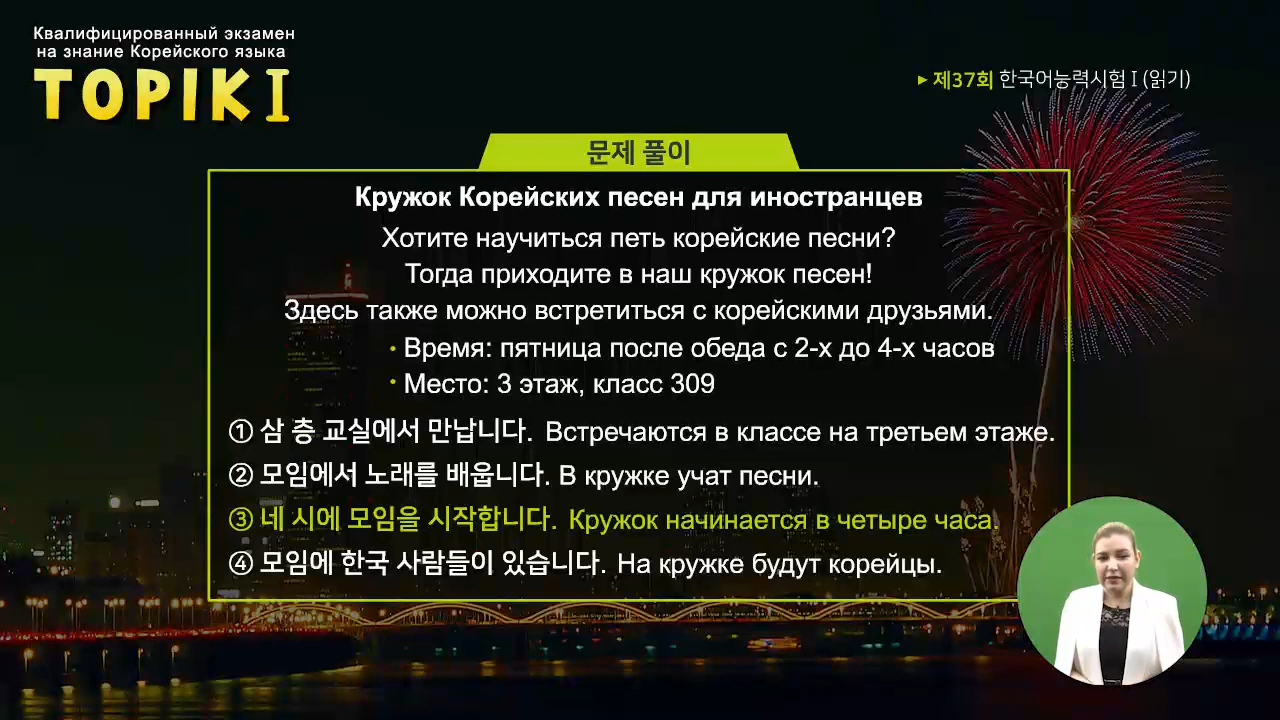 Квалифицированный экзамен
на знание Корейского языка
TOPIK I
▸ 제37회 한국어능력시험 I (읽기)
문제 풀이
Кружок Корейских песен для иностранцев
Хотите научиться петь корейские песни?
Тогда приходите в наш кружок песен!
Здесь также можно встретиться с корейскими друзьями.
• Время: пятница после обеда с 2-х до 4-х часов
• Место: 3 этаж, класс 309
① 삼 층 교실에서 만납니다. Встречаются в классе на третьем этаже.
② 모임에서 노래를 배웁니다. В кружке учат песни.
③ 네 시에 모임을 시작합니다. Кружок начинается в четыре часа.
④ 모임에 한국 사람들이 있습니다. На кружке будут корейцы.